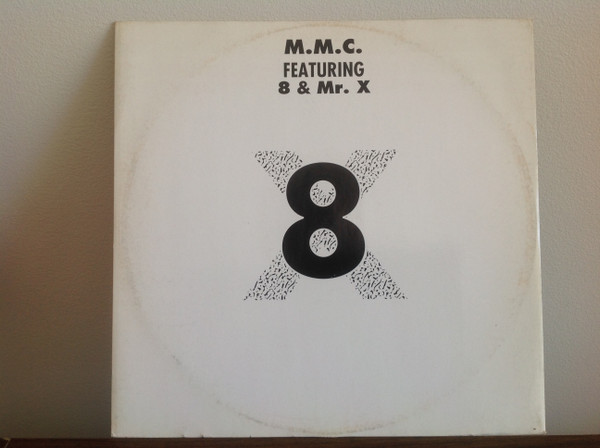 M.M.C.
FEATURING
8 & Mr. X
X
8